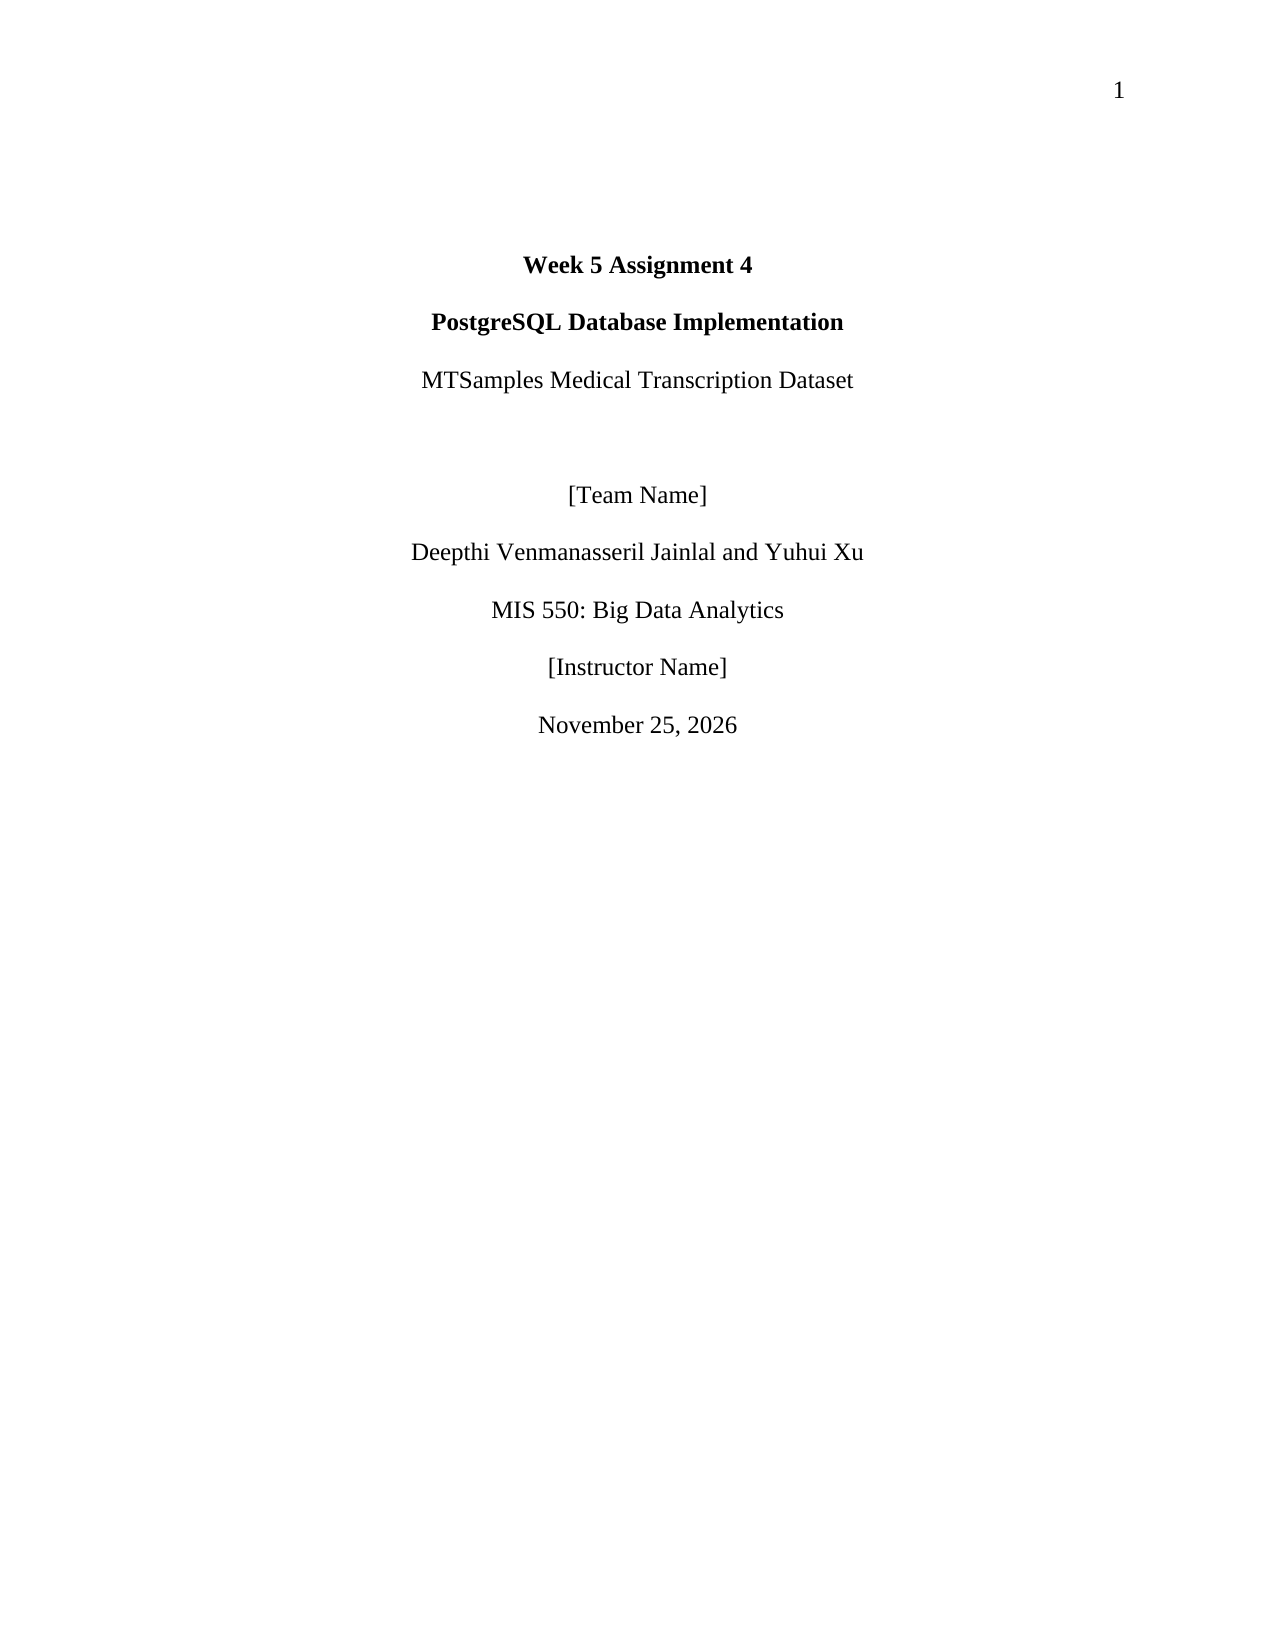 1
Week 5 Assignment 4
PostgreSQL Database Implementation
MTSamples Medical Transcription Dataset
[Team Name]
Deepthi Venmanasseril Jainlal and Yuhui Xu
MIS 550: Big Data Analytics
[Instructor Name]
November 25, 2026